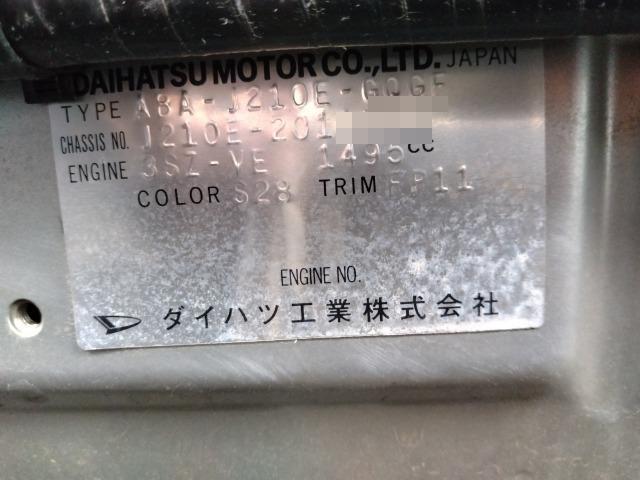 DAIHATSU MOTOR CO., LTD. JAPAN
TYPE ABA-J210E-GQGF
CHASSIS NO. J210E-201
ENGINE 3SZ-VE 1495CC
COLOR S28 TRIM FP11
ENGINE NO.
ダイハツ工業株式会社